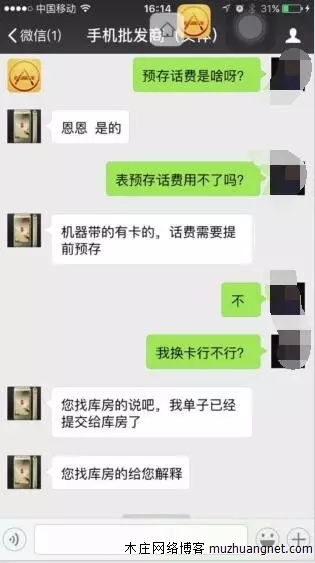 中国移动
16:14
31%
微信(1)
手机批发商
预存话费是啥呀?
恩恩 是的
表预存话费用不了吗?
机器带的有卡的，话费需要提
前预存
不
我换卡行不行?
您找库房的说吧，我单子已经
提交给库房了
您找库房的给您解释
木庄网络博客 muzhuangnet.com